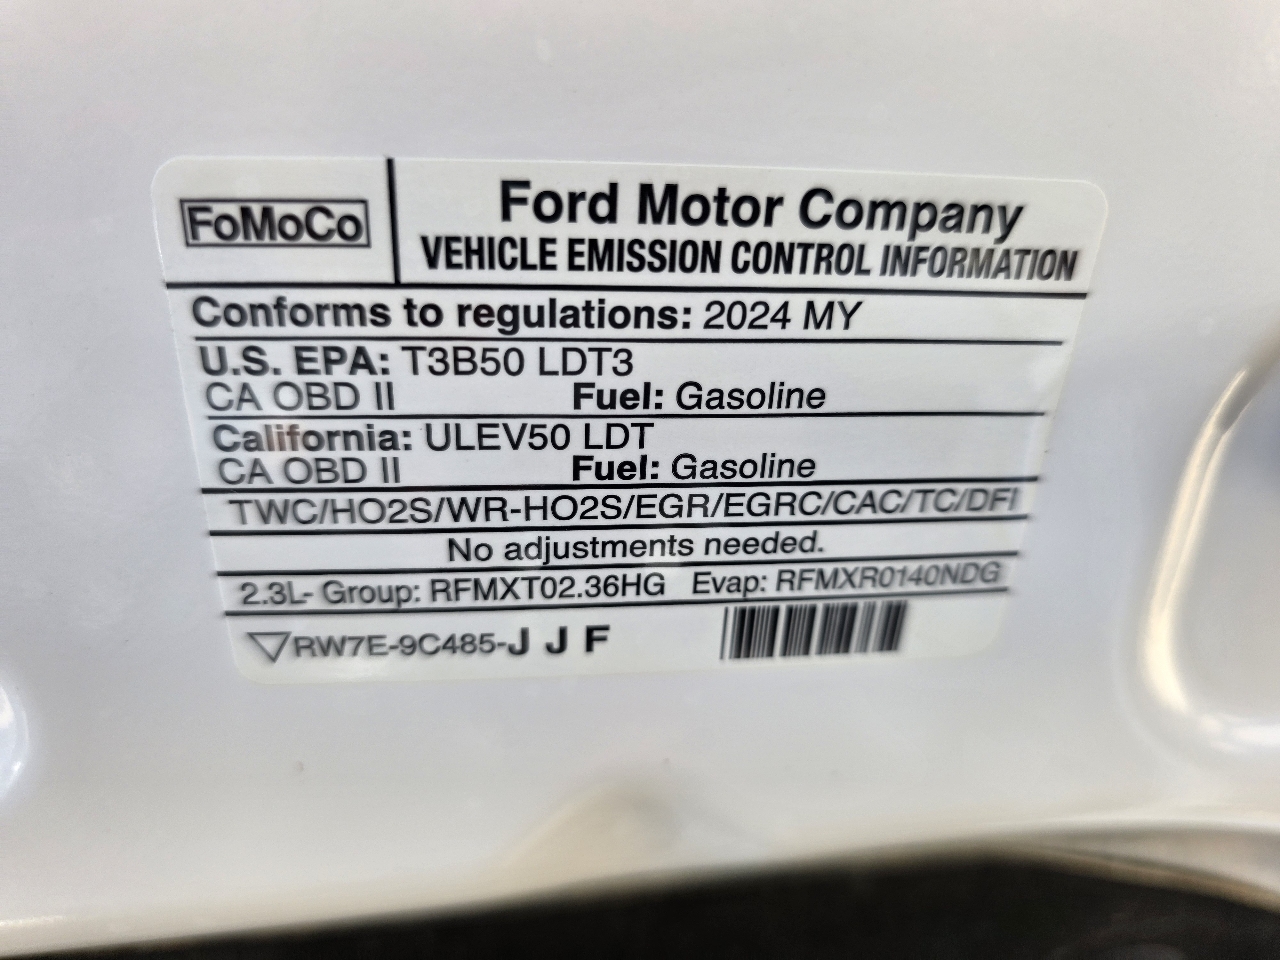 FoMoCo
Ford Motor Company
VEHICLE EMISSION CONTROL INFORMATION
Conforms to regulations: 2024 MY
U.S. EPA: T3B50 LDT3
CA OBD II Fuel: Gasoline
California: ULEV50 LDT
CA OBD II Fuel: Gasoline
TWC/HO2S/WR-HO2S/EGR/EGRC/CAC/TC/DFI
No adjustments needed.
2.3L- Group: RFMXT02.36HG Evap: RFMXR0140NDG
RW7E-9C485-J J F